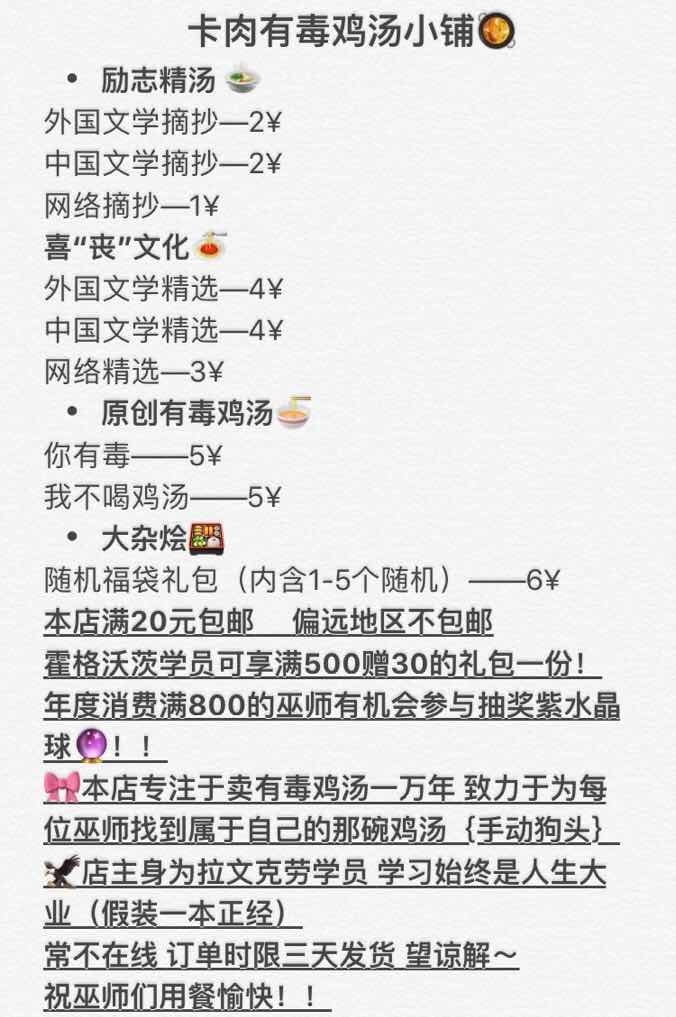 卡肉有毒鸡汤小铺🥘
• 励志精汤 🍲
外国文学摘抄—2¥
中国文学摘抄—2¥
网络摘抄—1¥
喜“丧”文化🍝
外国文学精选—4¥
中国文学精选—4¥
网络精选—3¥
• 原创有毒鸡汤🍜
你有毒——5¥
我不喝鸡汤——5¥
• 大杂烩🍱
随机福袋礼包（内含1-5个随机）——6¥
本店满20元包邮 偏远地区不包邮
霍格沃茨学员可享满500赠30的礼包一份！
年度消费满800的巫师有机会参与抽奖紫水晶
球🔮！！
🎀本店专注于卖有毒鸡汤一万年 致力于为每
位巫师找到属于自己的那碗鸡汤｛手动狗头｝
🦅店主身为拉文克劳学员 学习始终是人生大
业（假装一本正经）
常不在线 订单时限三天发货 望谅解～
祝巫师们用餐愉快！！